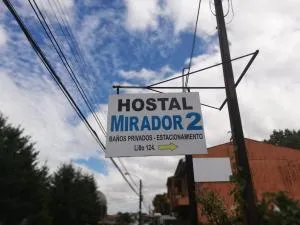 HOSTAL
MIRADOR 2
BAÑOS PRIVADOS - ESTACIONAMIENTO
Lillo 124.